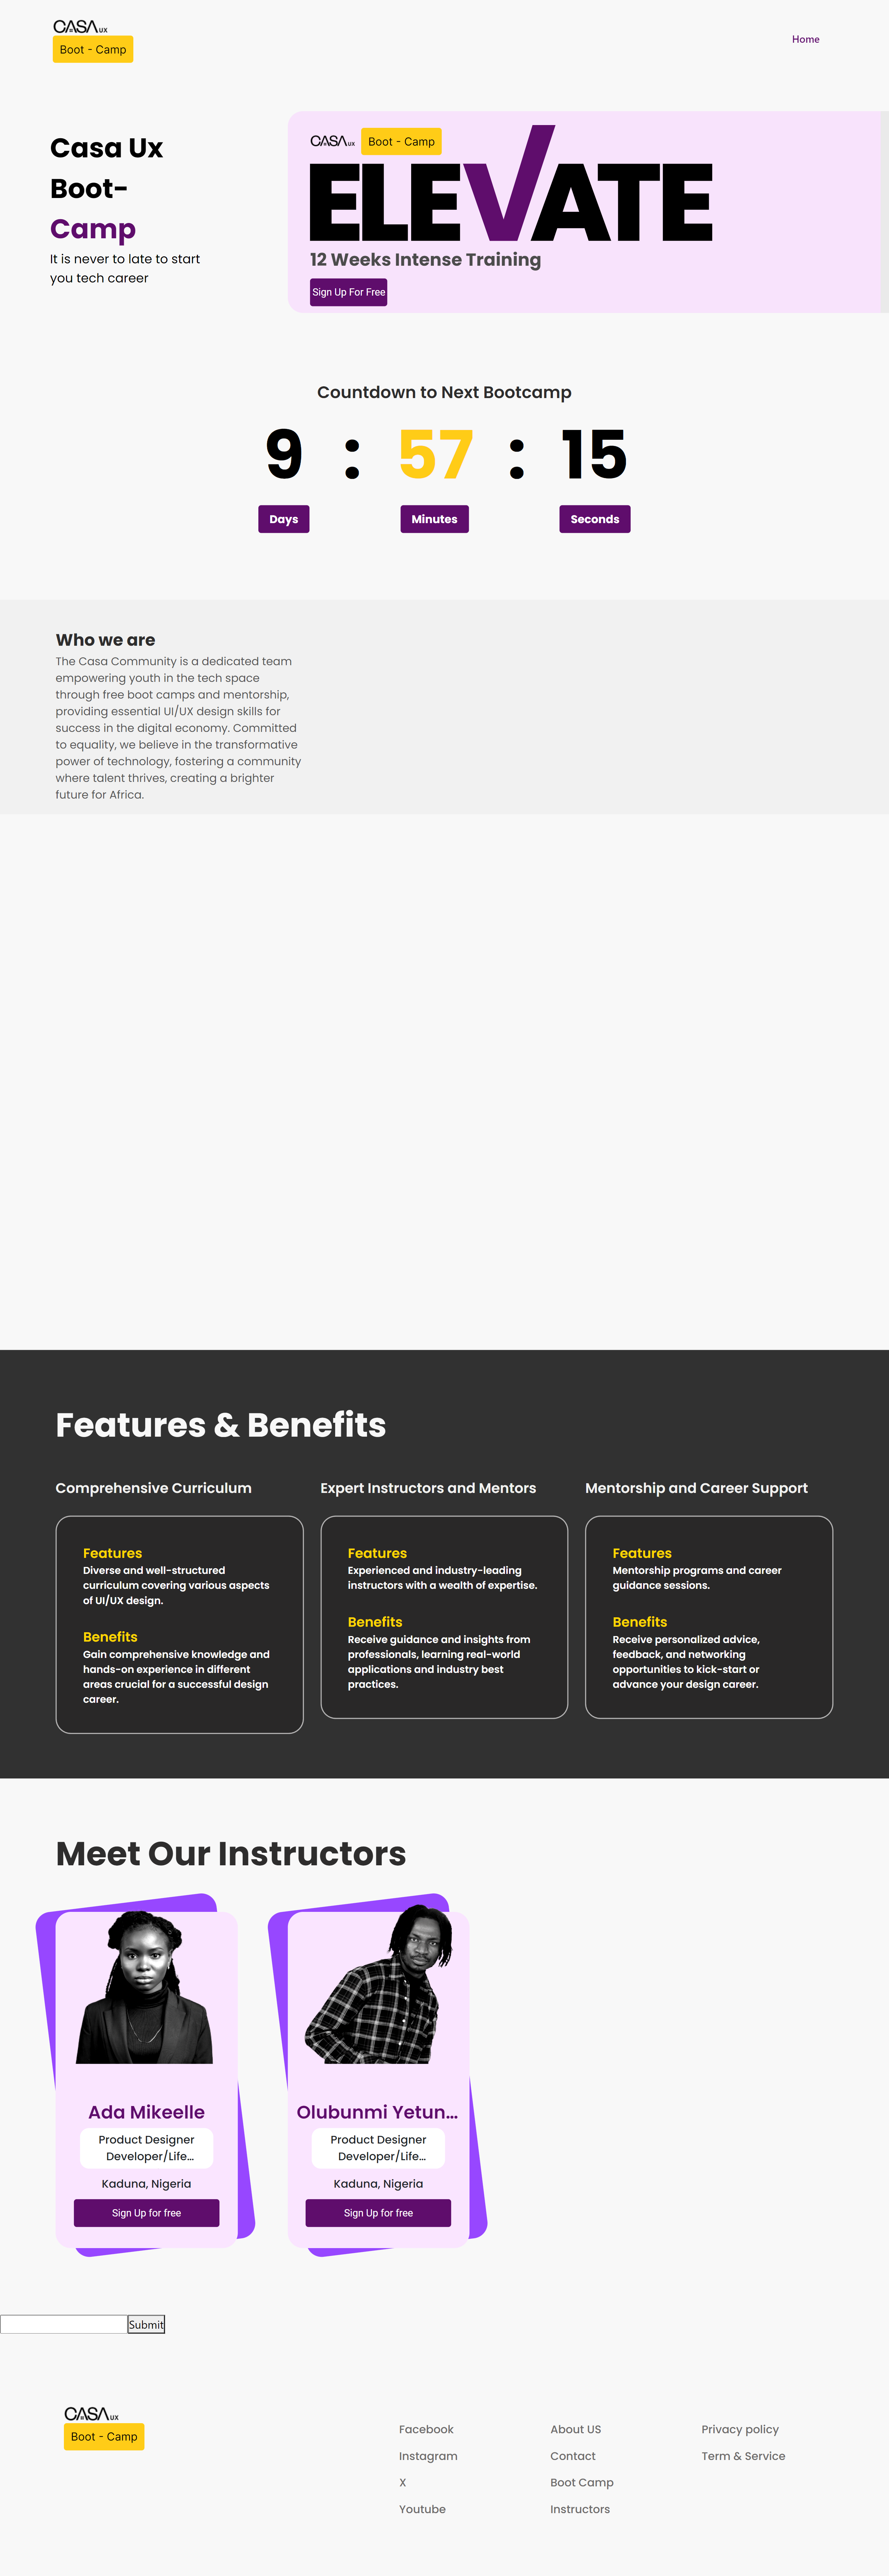 CASA UX
Boot - Camp
Home
Casa Ux
Boot-
Camp
It is never to late to start
you tech career
CASA UX Boot - Camp
ELEVATE
12 Weeks Intense Training
Sign Up For Free
Countdown to Next Bootcamp
9 : 57 : 15
Days Minutes Seconds
Who we are
The Casa Community is a dedicated team
empowering youth in the tech space
through free boot camps and mentorship,
providing essential UI/UX design skills for
success in the digital economy. Committed
to equality, we believe in the transformative
power of technology, fostering a community
where talent thrives, creating a brighter
future for Africa.
Features & Benefits
Comprehensive Curriculum
Features
Diverse and well-structured
curriculum covering various aspects
of UI/UX design.
Benefits
Gain comprehensive knowledge and
hands-on experience in different
areas crucial for a successful design
career.
Expert Instructors and Mentors
Features
Experienced and industry-leading
instructors with a wealth of expertise.
Benefits
Receive guidance and insights from
professionals, learning real-world
applications and industry best
practices.
Mentorship and Career Support
Features
Mentorship programs and career
guidance sessions.
Benefits
Receive personalized advice,
feedback, and networking
opportunities to kick-start or
advance your design career.
Meet Our Instructors
Ada Mikeelle
Product Designer
Developer/Life...
Kaduna, Nigeria
Sign Up for free
Olubunmi Yetun...
Product Designer
Developer/Life...
Kaduna, Nigeria
Sign Up for free
Submit
CASA UX
Boot - Camp
Facebook
Instagram
X
Youtube
About US
Contact
Boot Camp
Instructors
Privacy policy
Term & Service